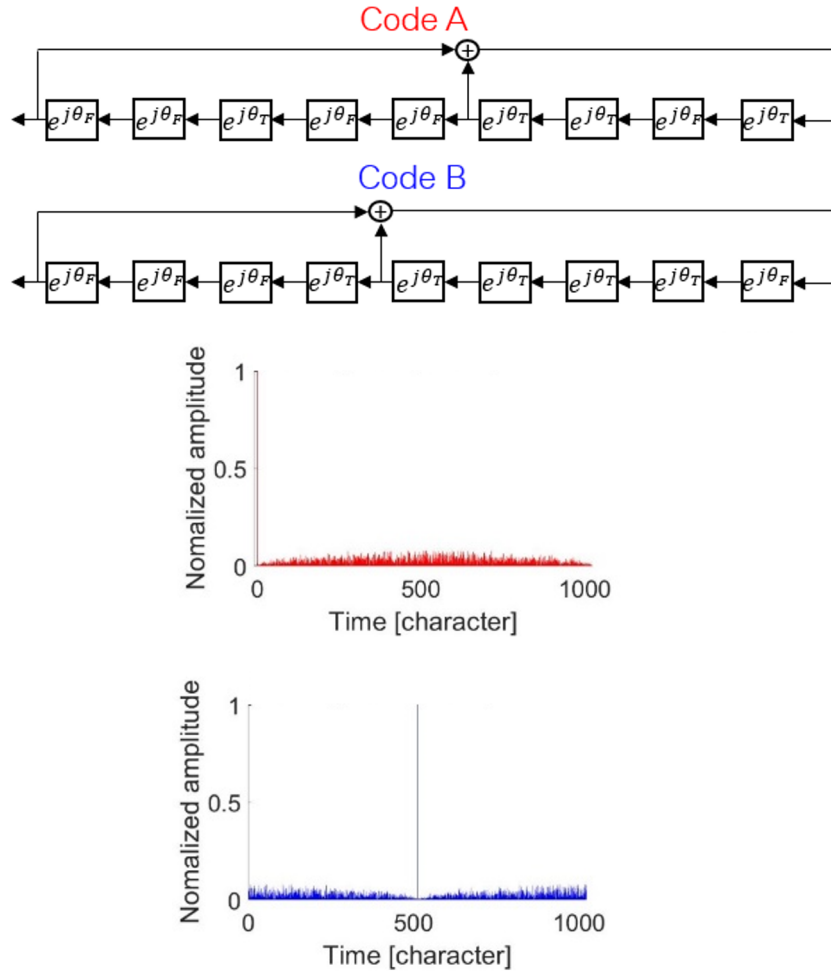 Code A
e^{jθ_F} e^{jθ_F} e^{jθ_T} e^{jθ_F} e^{jθ_F} e^{jθ_T} e^{jθ_T} e^{jθ_F} e^{jθ_T}
Code B
e^{jθ_F} e^{jθ_F} e^{jθ_F} e^{jθ_T} e^{jθ_T} e^{jθ_T} e^{jθ_T} e^{jθ_T} e^{jθ_F}
Nomalized amplitude
1
0.5
0
0 500 1000
Time [character]
Nomalized amplitude
1
0.5
0
0 500 1000
Time [character]